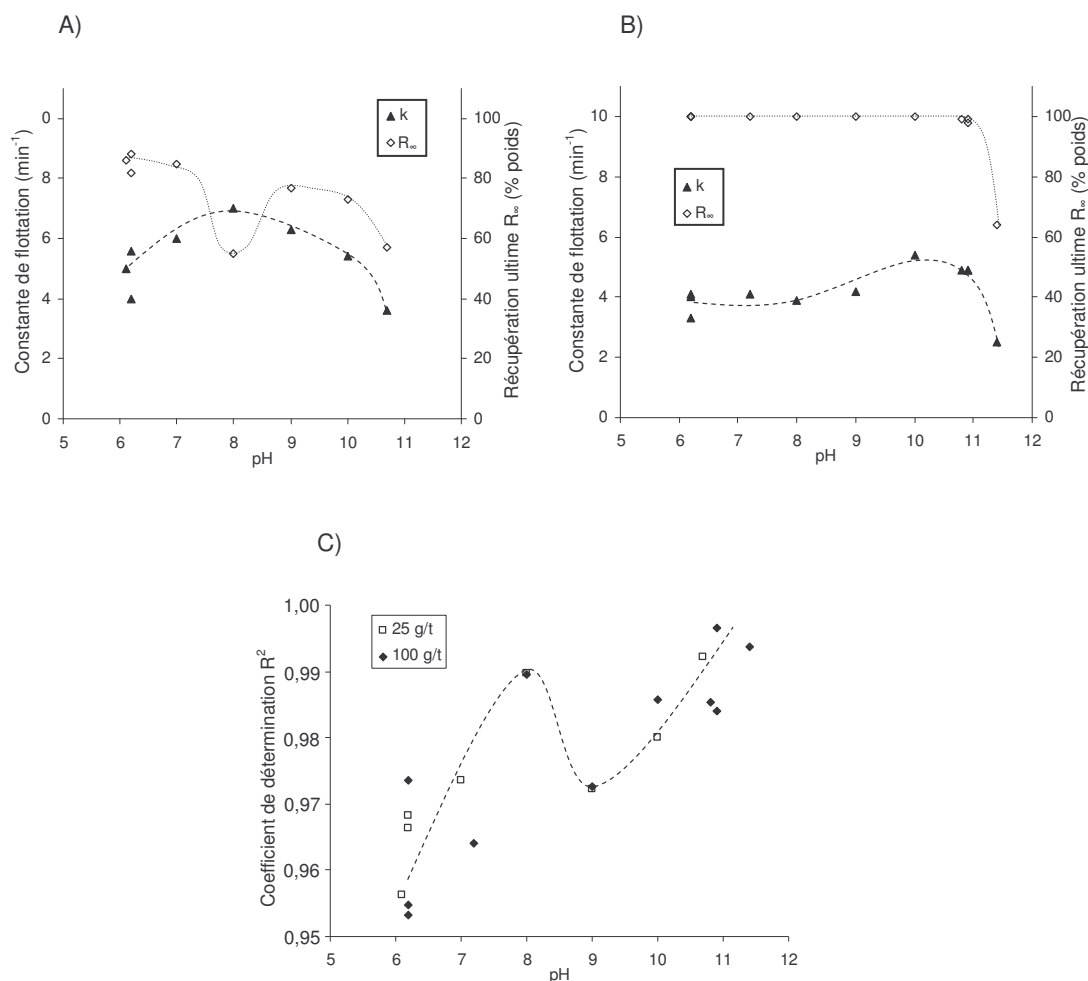 A)
Constante de flottation (min⁻¹)
0
8
6
4
2
0
k
R∞
100
80
60
40
20
0
Récupération ultime R∞ (% poids)
5 6 7 8 9 10 11 12
pH
B)
Constante de flottation (min⁻¹)
10
8
6
4
2
0
k
R∞
100
80
60
40
20
0
Récupération ultime R∞ (% poids)
5 6 7 8 9 10 11 12
pH
C)
Coefficient de détermination R²
1,00
0,99
0,98
0,97
0,96
0,95
25 g/t
100 g/t
5 6 7 8 9 10 11 12
pH